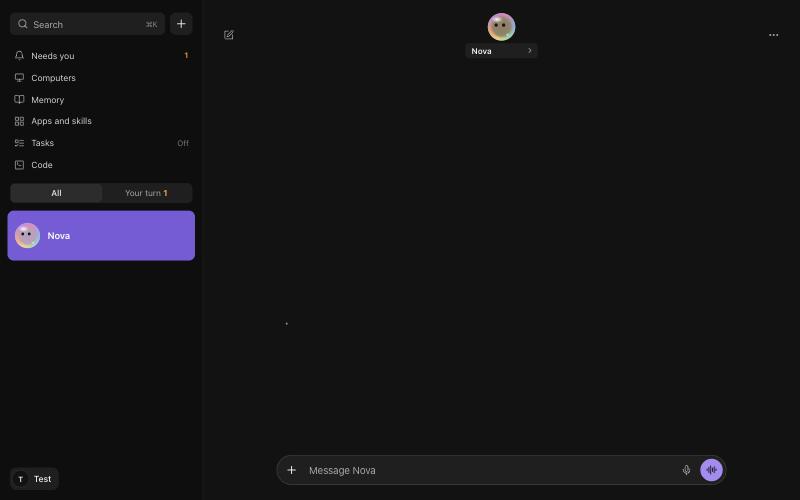 Search ⌘K
Needs you 1
Computers
Memory
Apps and skills
Tasks Off
Code
All Your turn 1
Nova
T Test
Nova
Message Nova